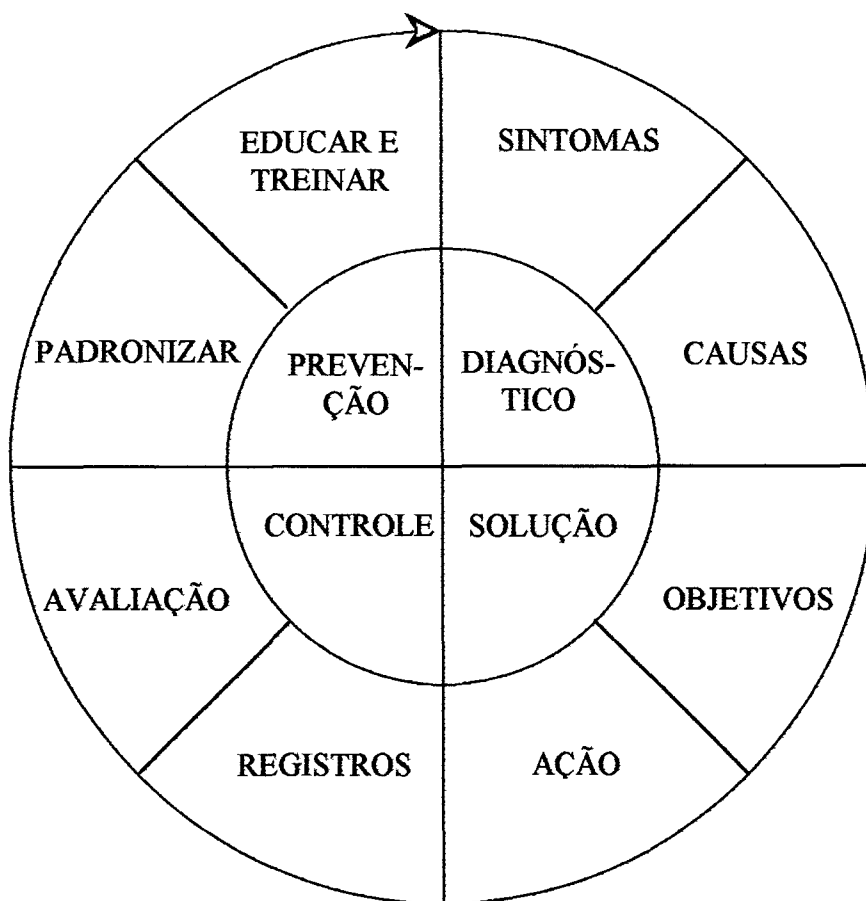 EDUCAR E
TREINAR
SINTOMAS
PADRONIZAR
PREVEN-
ÇÃO
DIAGNÓS-
TICO
CAUSAS
CONTROLE
SOLUÇÃO
AVALIAÇÃO
OBJETIVOS
REGISTROS
AÇÃO